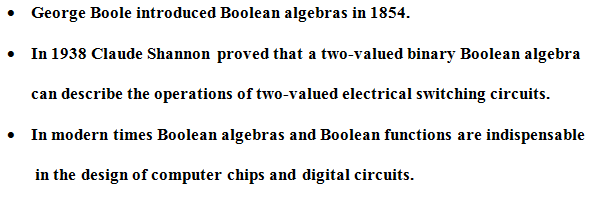 • George Boole introduced Boolean algebras in 1854.
• In 1938 Claude Shannon proved that a two-valued binary Boolean algebra
can describe the operations of two-valued electrical switching circuits.
• In modern times Boolean algebras and Boolean functions are indispensable
in the design of computer chips and digital circuits.